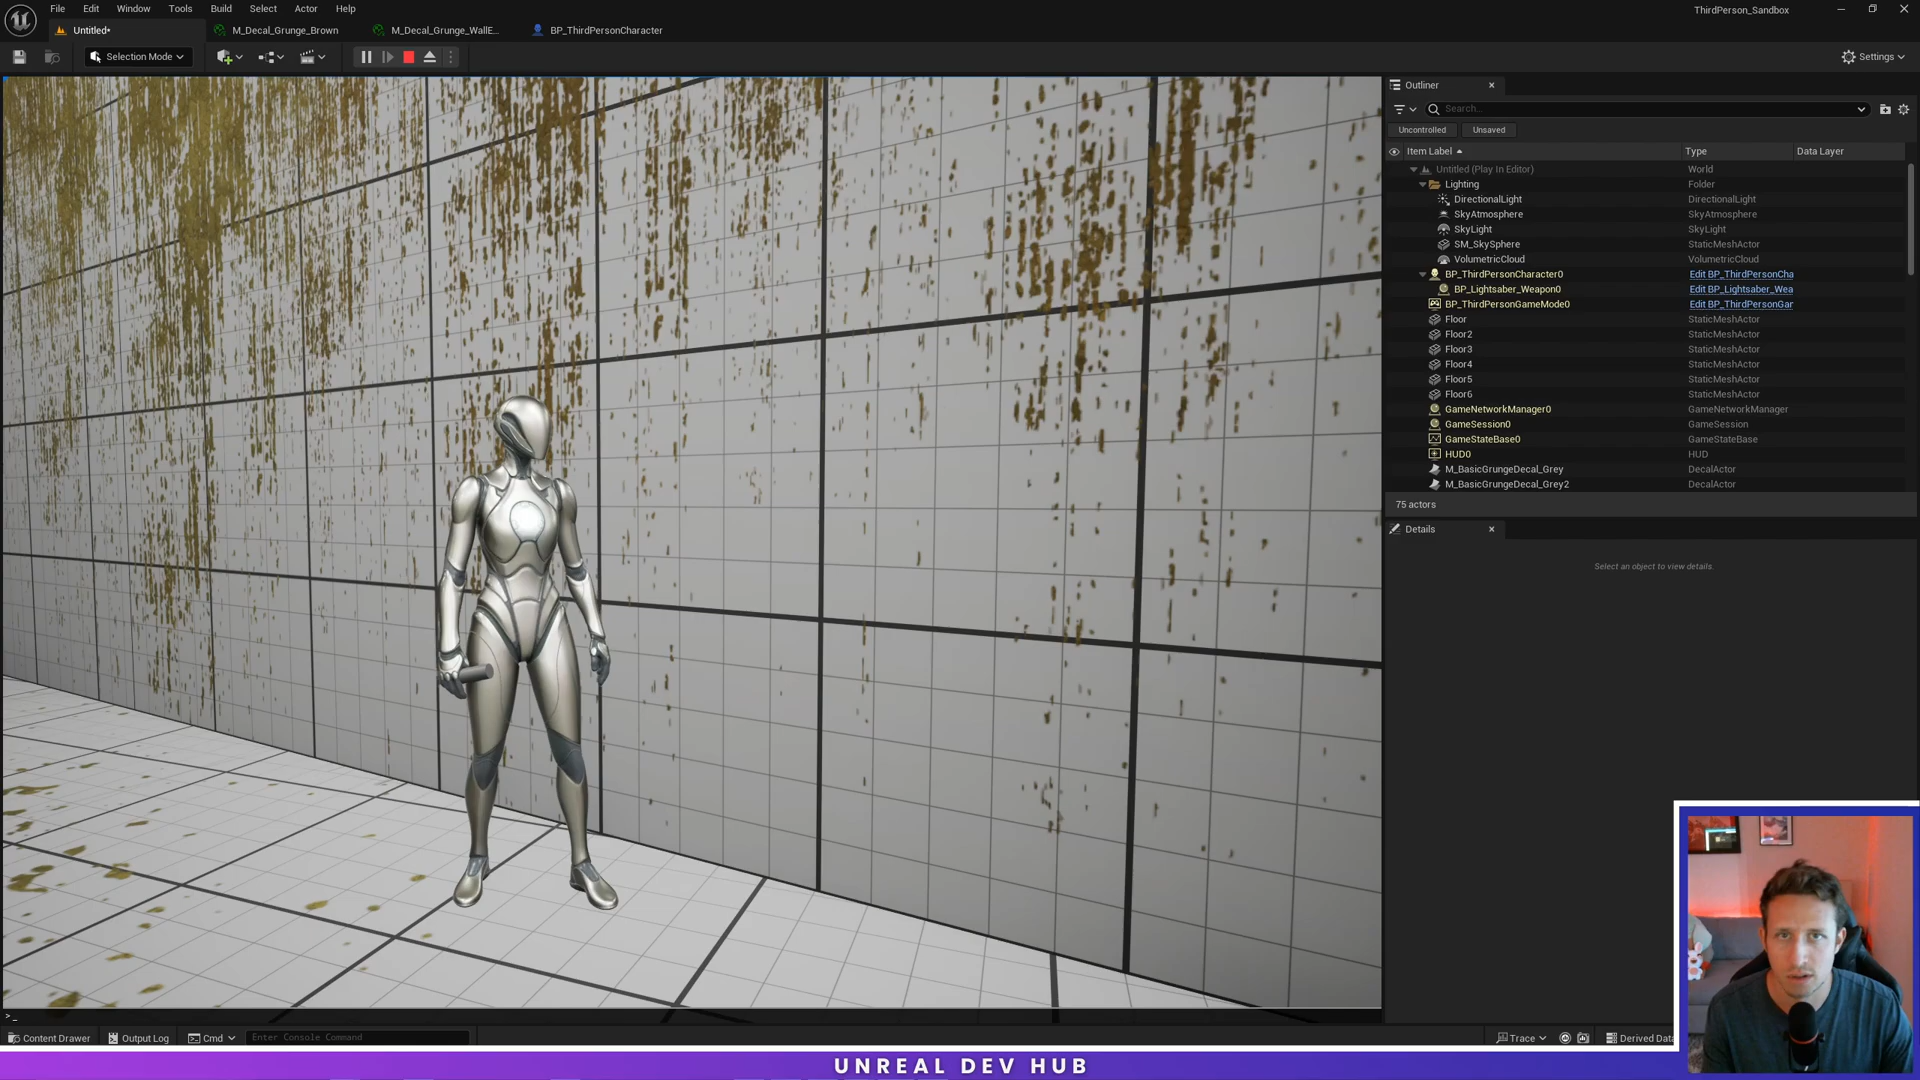 File Edit Window Tools Build Select Actor Help
ThirdPerson_Sandbox
Untitled*
M_Decal_Grunge_Brown
M_Decal_Grunge_WallE...
BP_ThirdPersonCharacter
Selection Mode
Settings
Outliner
Search...
Uncontrolled Unsaved
Item Label Type Data Layer
Untitled (Play In Editor) World
Lighting Folder
DirectionalLight DirectionalLight
SkyAtmosphere SkyAtmosphere
SkyLight SkyLight
SM_SkySphere StaticMeshActor
VolumetricCloud VolumetricCloud
BP_ThirdPersonCharacter0 Edit BP_ThirdPersonCha
BP_Lightsaber_Weapon0 Edit BP_Lightsaber_Wea
BP_ThirdPersonGameMode0 Edit BP_ThirdPersonGar
Floor StaticMeshActor
Floor2 StaticMeshActor
Floor3 StaticMeshActor
Floor4 StaticMeshActor
Floor5 StaticMeshActor
Floor6 StaticMeshActor
GameNetworkManager0 GameNetworkManager
GameSession0 GameSession
GameStateBase0 GameStateBase
HUD0 HUD
M_BasicGrungeDecal_Grey DecalActor
M_BasicGrungeDecal_Grey2 DecalActor
75 actors
Details
Select an object to view details.
>_
Content Drawer Output Log Cmd Enter Console Command
Trace Derived Data
UNREAL DEV HUB